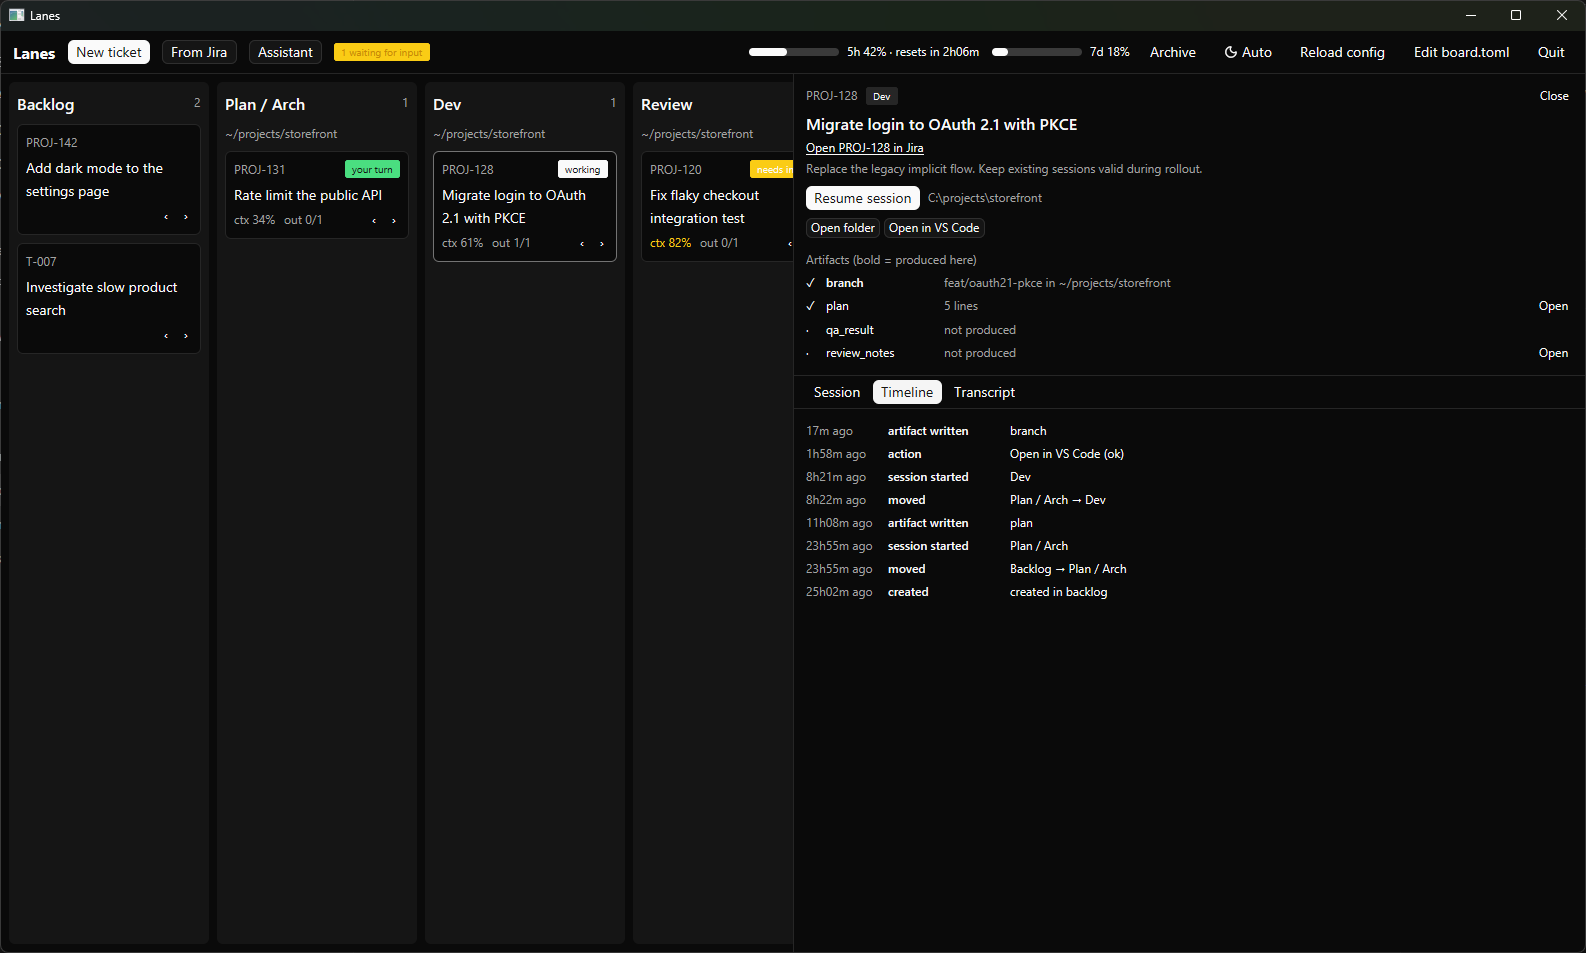 Lanes
Lanes New ticket From Jira Assistant 1 waiting for input 5h 42% · resets in 2h06m 7d 18% Archive Auto Reload config Edit board.toml Quit
Backlog 2
PROJ-142
Add dark mode to the
settings page
‹ ›
T-007
Investigate slow product
search
‹ ›
Plan / Arch 1
~/projects/storefront
PROJ-131 your turn
Rate limit the public API
ctx 34% out 0/1 ‹ ›
Dev 1
~/projects/storefront
PROJ-128 working
Migrate login to OAuth
2.1 with PKCE
ctx 61% out 1/1 ‹ ›
Review
~/projects/storefront
PROJ-120 needs
Fix flaky checkout
integration test
ctx 82% out 0/1 ‹
PROJ-128 Dev Close
Migrate login to OAuth 2.1 with PKCE
Open PROJ-128 in Jira
Replace the legacy implicit flow. Keep existing sessions valid during rollout.
Resume session C:\projects\storefront
Open folder Open in VS Code
Artifacts (bold = produced here)
✓ branch feat/oauth21-pkce in ~/projects/storefront
✓ plan 5 lines Open
· qa_result not produced
· review_notes not produced Open
Session Timeline Transcript
17m ago artifact written branch
1h58m ago action Open in VS Code (ok)
8h21m ago session started Dev
8h22m ago moved Plan / Arch → Dev
11h08m ago artifact written plan
23h55m ago session started Plan / Arch
23h55m ago moved Backlog → Plan / Arch
25h02m ago created created in backlog